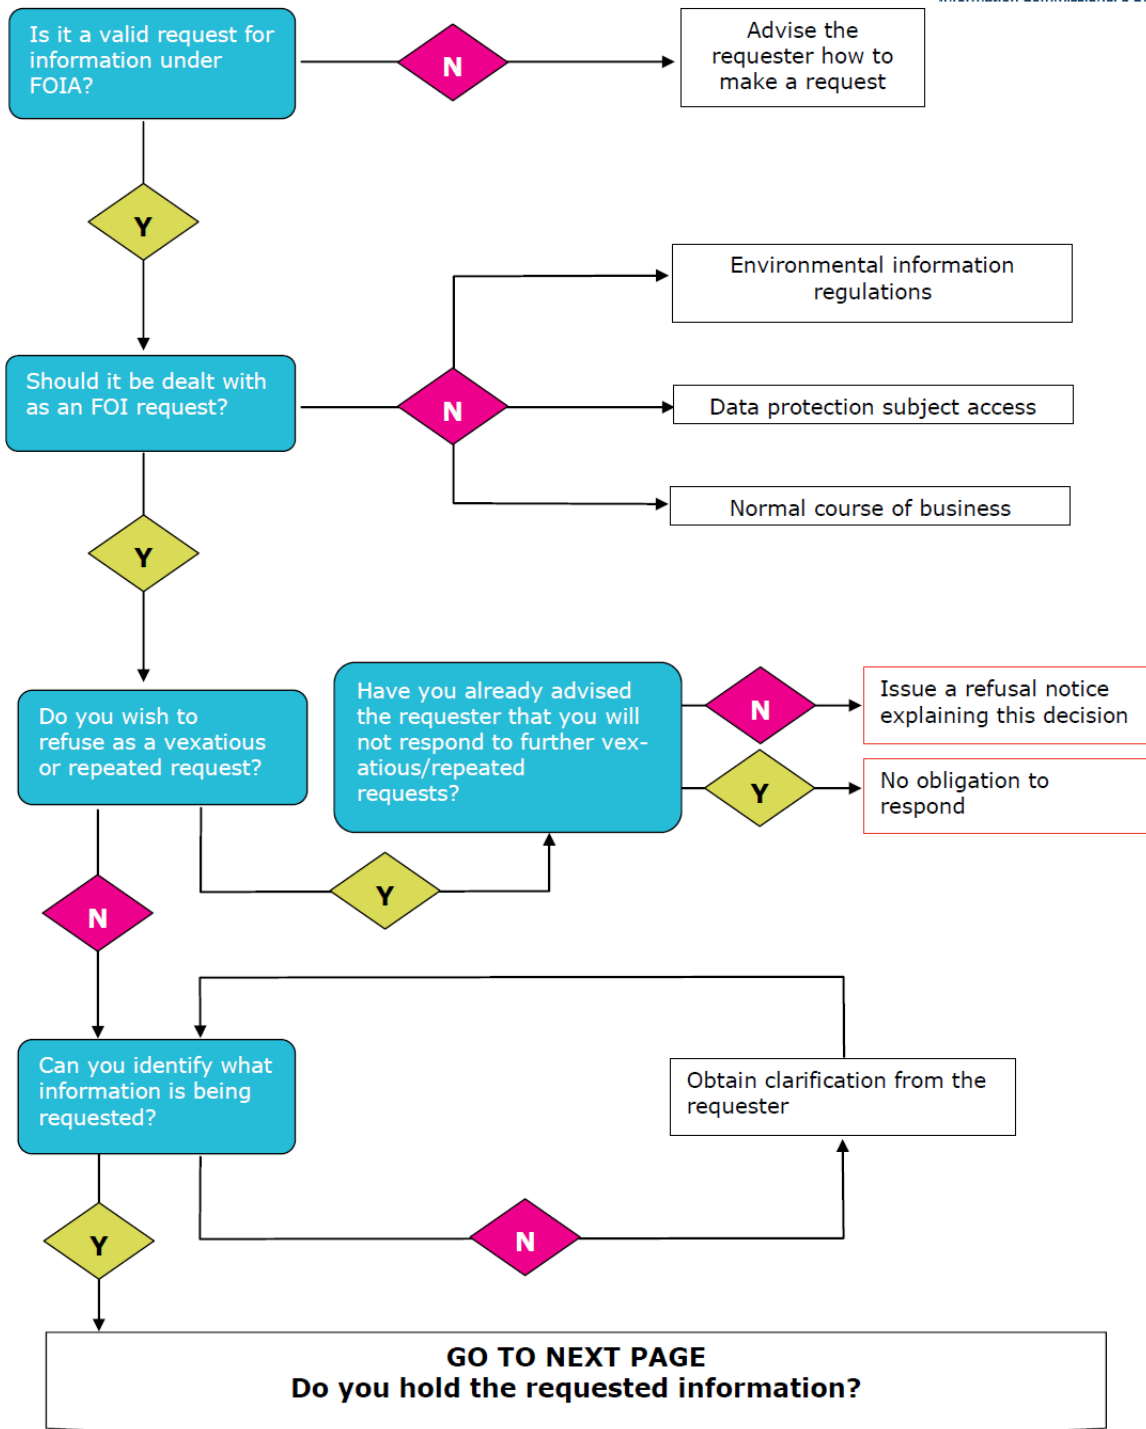 Is it a valid request for
information under
FOIA?
N
Advise the
requester how to
make a request
Y
Environmental information
regulations
Should it be dealt with
as an FOI request?
N
Data protection subject access
Normal course of business
Y
Do you wish to
refuse as a vexatious
or repeated request?
Have you already advised
the requester that you will
not respond to further vex-
atious/repeated
requests?
N
Issue a refusal notice
explaining this decision
Y
No obligation to
respond
Y
N
Can you identify what
information is being
requested?
Obtain clarification from the
requester
N
Y
GO TO NEXT PAGE
Do you hold the requested information?